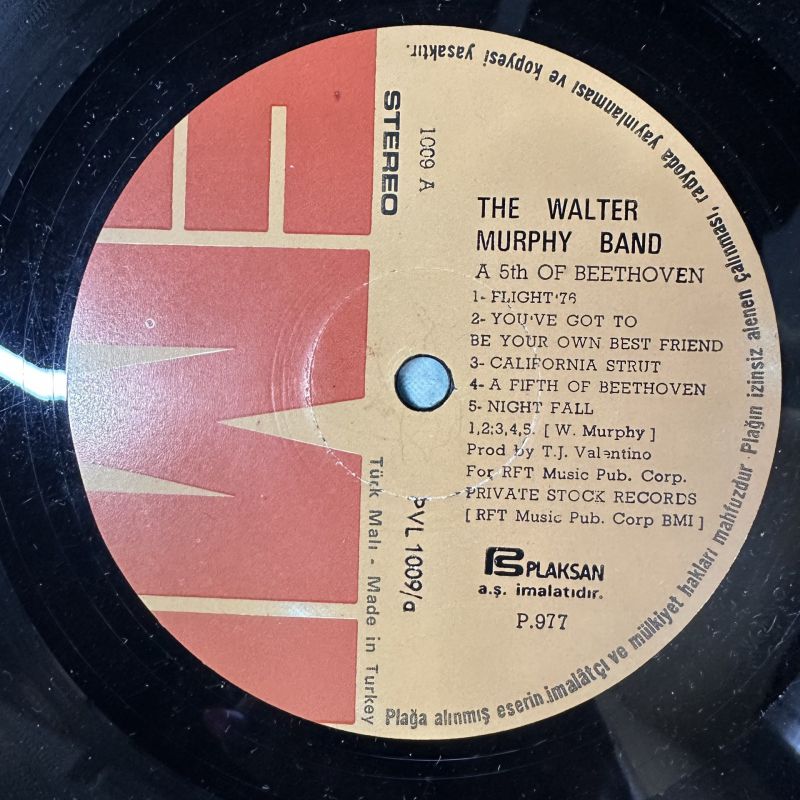 EMI
STEREO
1009 A
THE WALTER
MURPHY BAND
A 5th OF BEETHOVEN
1- FLIGHT'76
2- YOU'VE GOT TO
BE YOUR OWN BEST FRIEND
3- CALIFORNIA STRUT
4- A FIFTH OF BEETHOVEN
5- NIGHT FALL
1,2:3,4,5: [ W. Murphy ]
Prod by T.J. Valentino
For RFT Music Pub. Corp.
PRIVATE STOCK RECORDS
[ RFT Music Pub. Corp BMI ]
PLAKSAN
a.ş. imalatıdır.
P.977
PVL 1009/a
Türk Malı - Made in Turkey
Plağa alınmış eserin.imalâtçı ve mülkiyet hakları mahfuzdur. Plağın izinsiz alenen çalınması, radyoda yayınlanması ve kopyesi yasaktır.